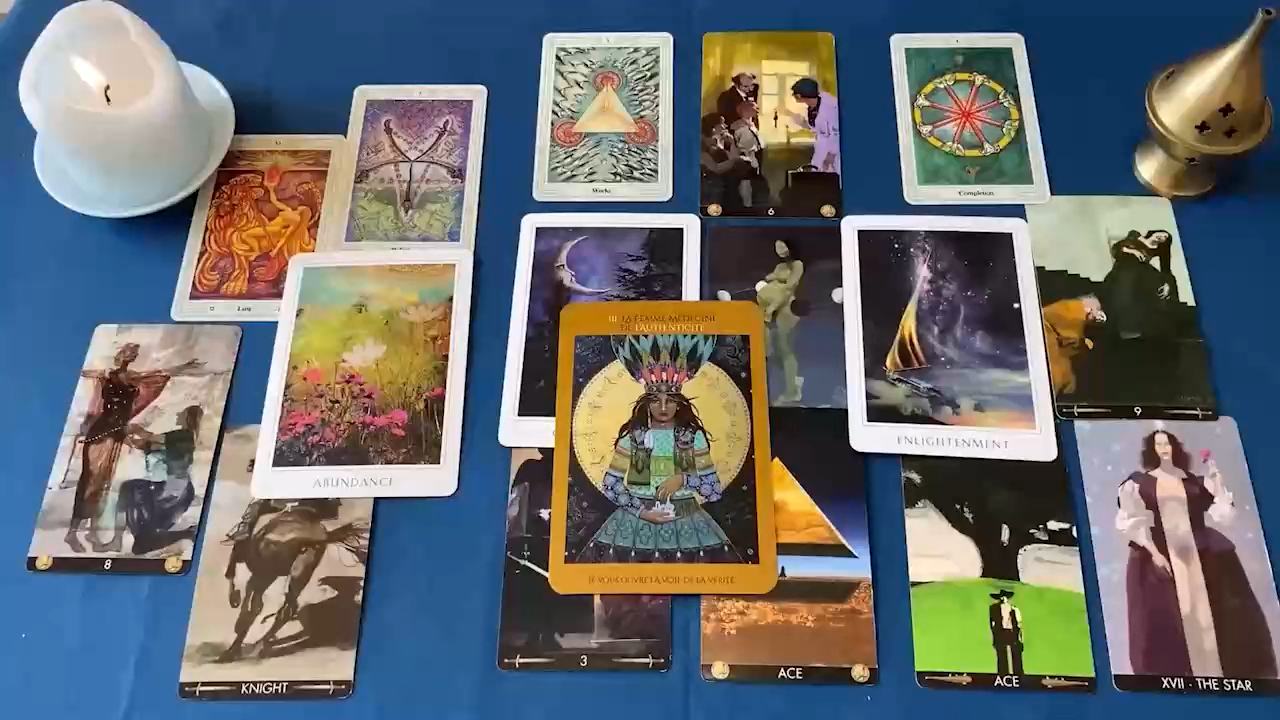 Works
6
Completion
XI
Lust
ABUNDANCE
III. LA FEMME-MÉDECINE
DE L'AUTHENTICITÉ
JE VOUS OUVRE LA VOIE DE LA VÉRITÉ
ENLIGHTENMENT
9
8
KNIGHT
3
ACE
ACE
XVII - THE STAR